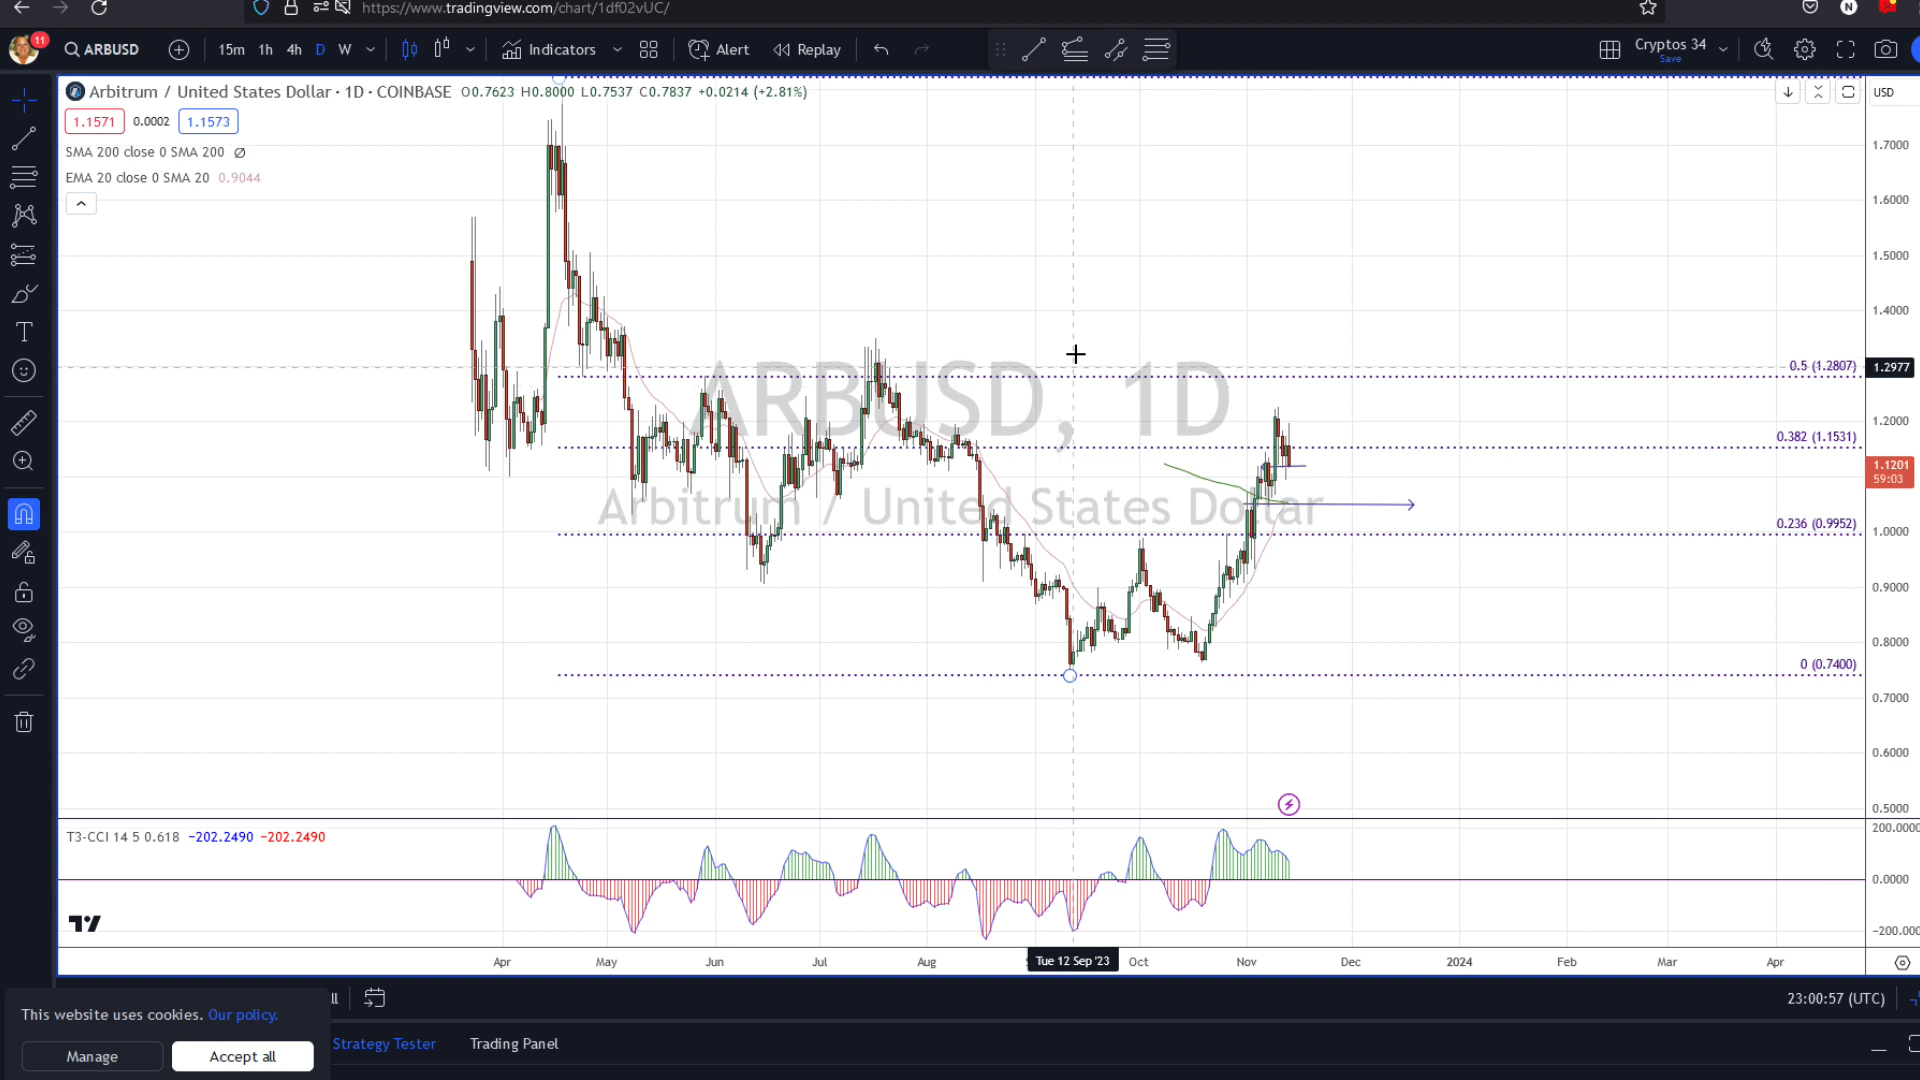 https://www.tradingview.com/chart/1df02vUC/
N
11
ARBUSD
15m 1h 4h D W
Indicators
Alert
Replay
Cryptos 34
Save
Arbitrum / United States Dollar · 1D · COINBASE O0.7623 H0.8000 L0.7537 C0.7837 +0.0214 (+2.81%)
1.1571 0.0002 1.1573
SMA 200 close 0 SMA 200 Ø
EMA 20 close 0 SMA 20 0.9044
USD
1.7000
1.6000
1.5000
1.4000
0.5 (1.2807)
1.2977
ARBUSD, 1D
1.2000
0.382 (1.1531)
1.1201
59:03
Arbitrum / United States Dollar
0.236 (0.9952)
1.0000
0.9000
0.8000
0 (0.7400)
0.7000
0.6000
0.5000
T3-CCI 14 5 0.618 −202.2490 −202.2490
200.000
0.0000
−200.000
Apr May Jun Jul Aug Tue 12 Sep '23 Oct Nov Dec 2024 Feb Mar Apr
23:00:57 (UTC)
This website uses cookies. Our policy.
Manage Accept all
Strategy Tester Trading Panel